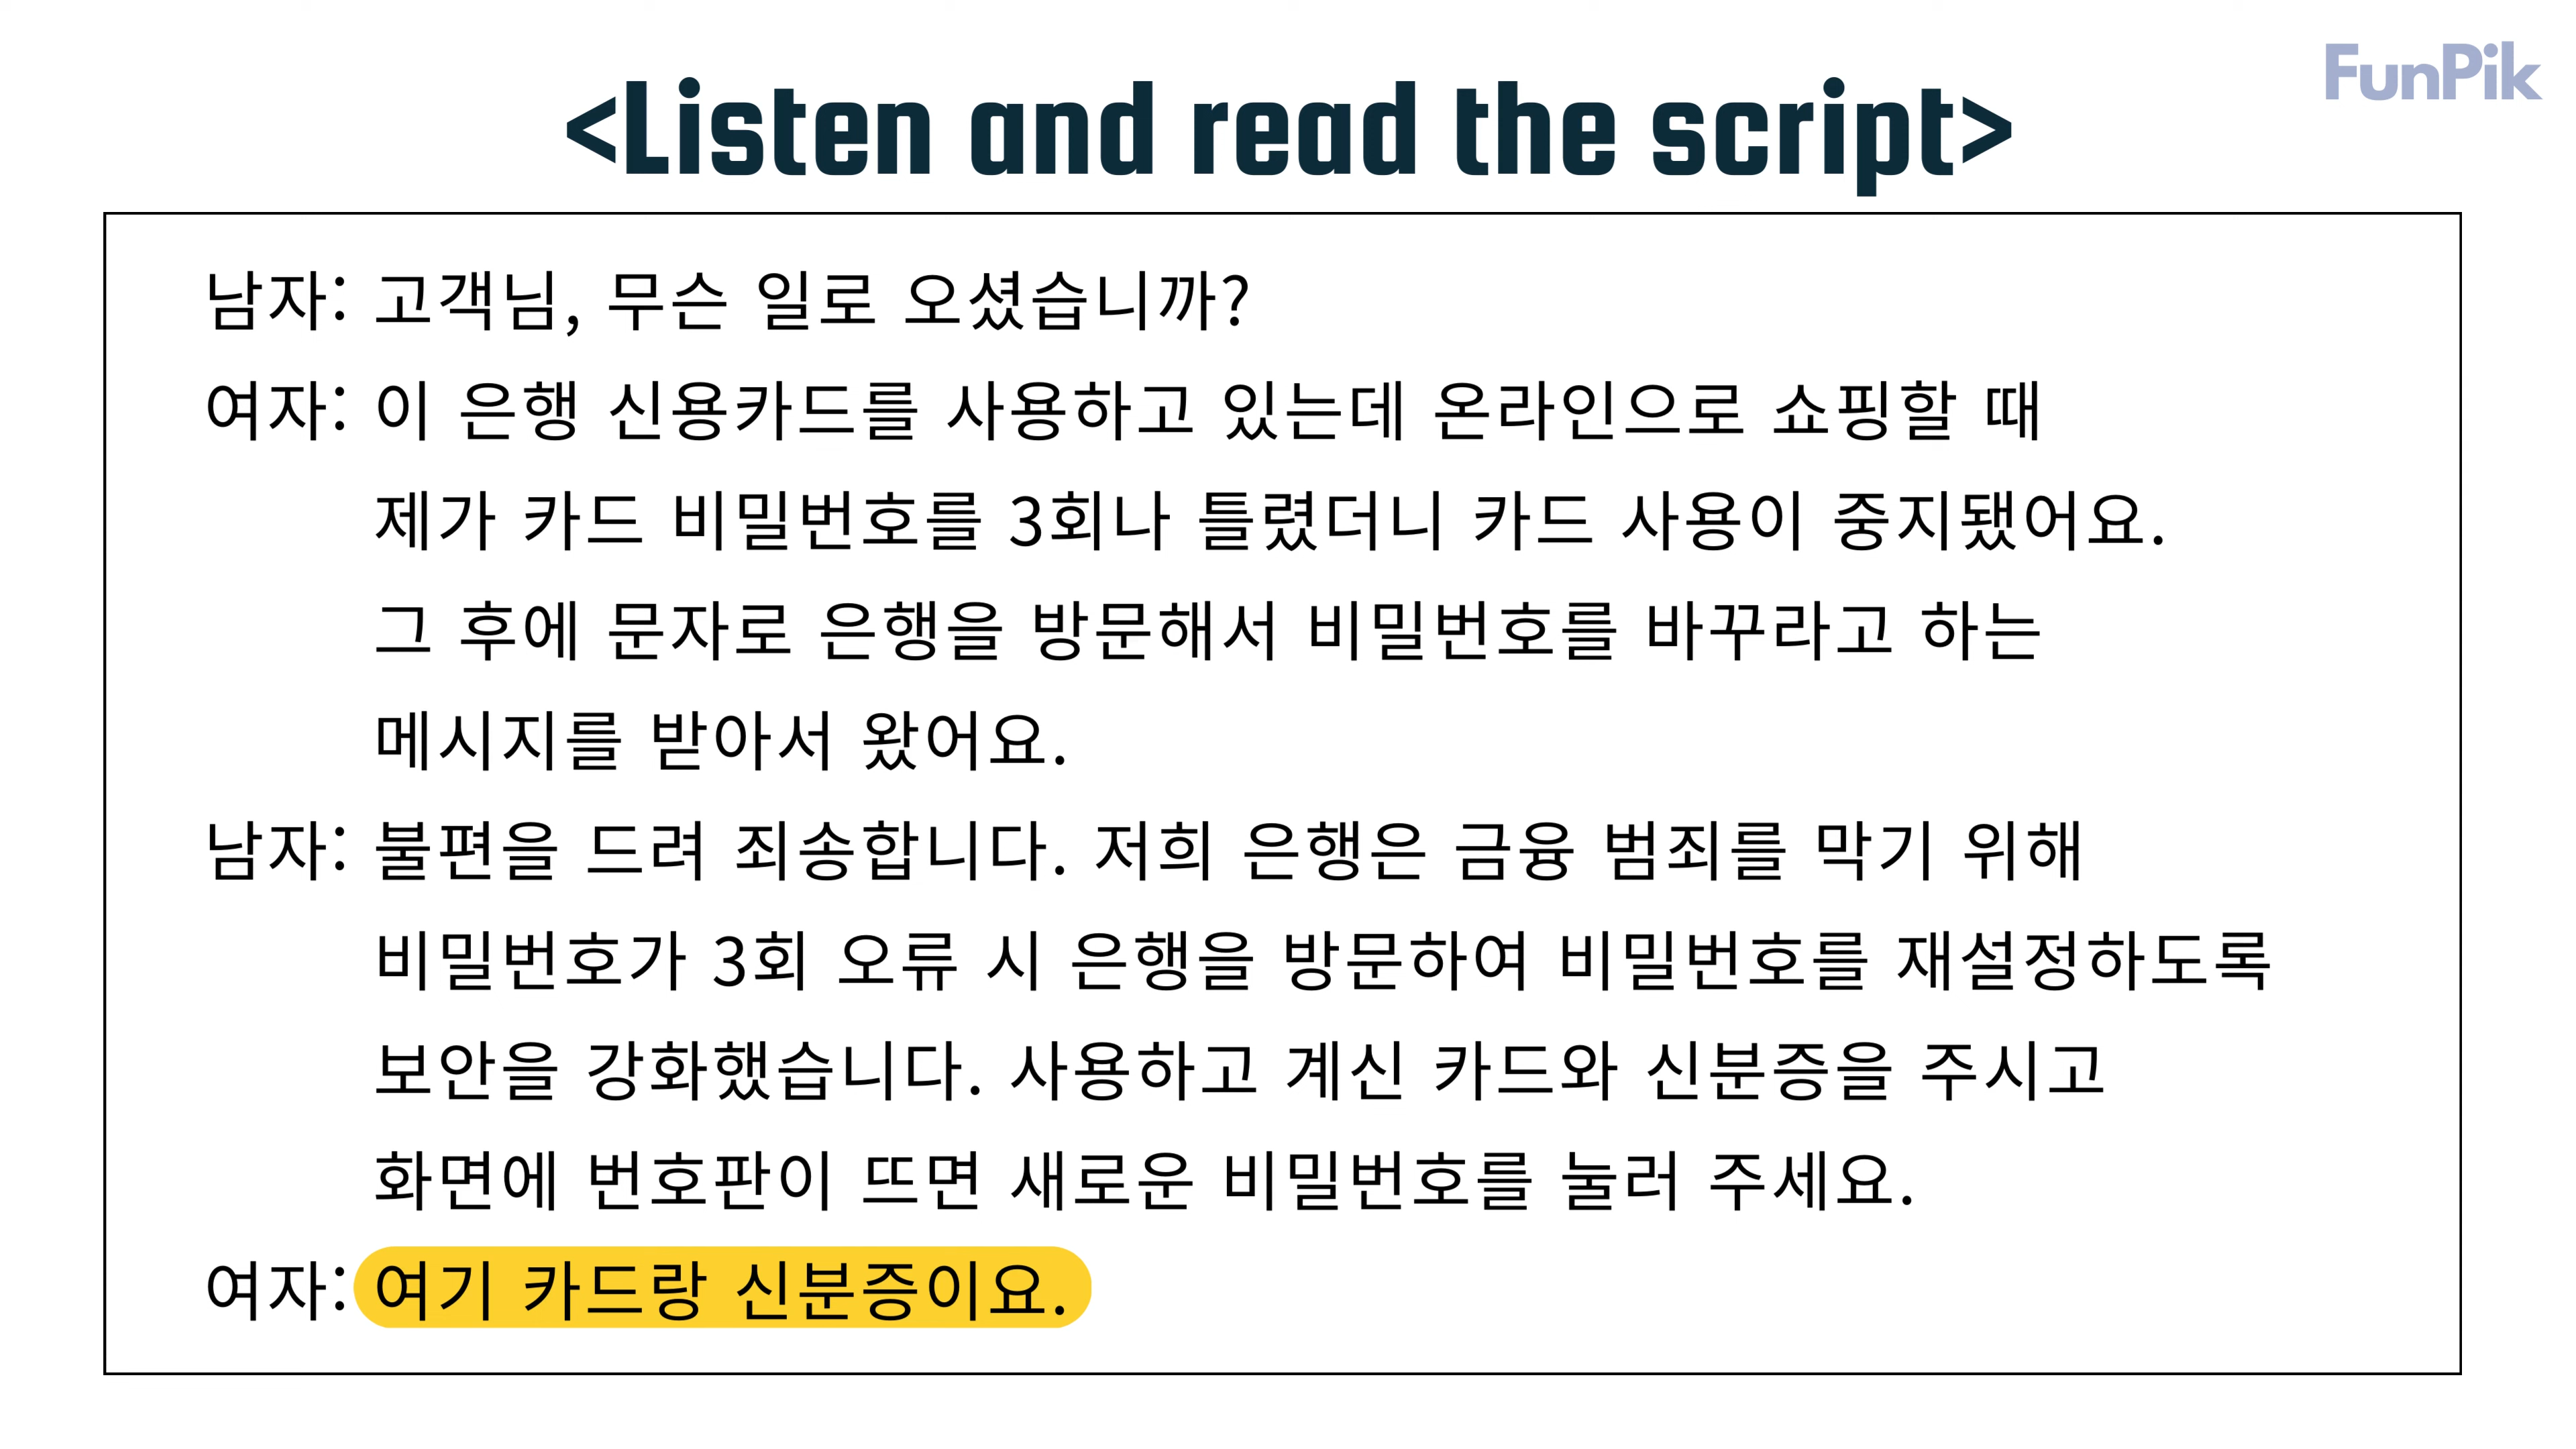 FunPik
<Listen and read the script>
남자: 고객님, 무슨 일로 오셨습니까?
여자: 이 은행 신용카드를 사용하고 있는데 온라인으로 쇼핑할 때
제가 카드 비밀번호를 3회나 틀렸더니 카드 사용이 중지됐어요.
그 후에 문자로 은행을 방문해서 비밀번호를 바꾸라고 하는
메시지를 받아서 왔어요.
남자: 불편을 드려 죄송합니다. 저희 은행은 금융 범죄를 막기 위해
비밀번호가 3회 오류 시 은행을 방문하여 비밀번호를 재설정하도록
보안을 강화했습니다. 사용하고 계신 카드와 신분증을 주시고
화면에 번호판이 뜨면 새로운 비밀번호를 눌러 주세요.
여자: 여기 카드랑 신분증이요.